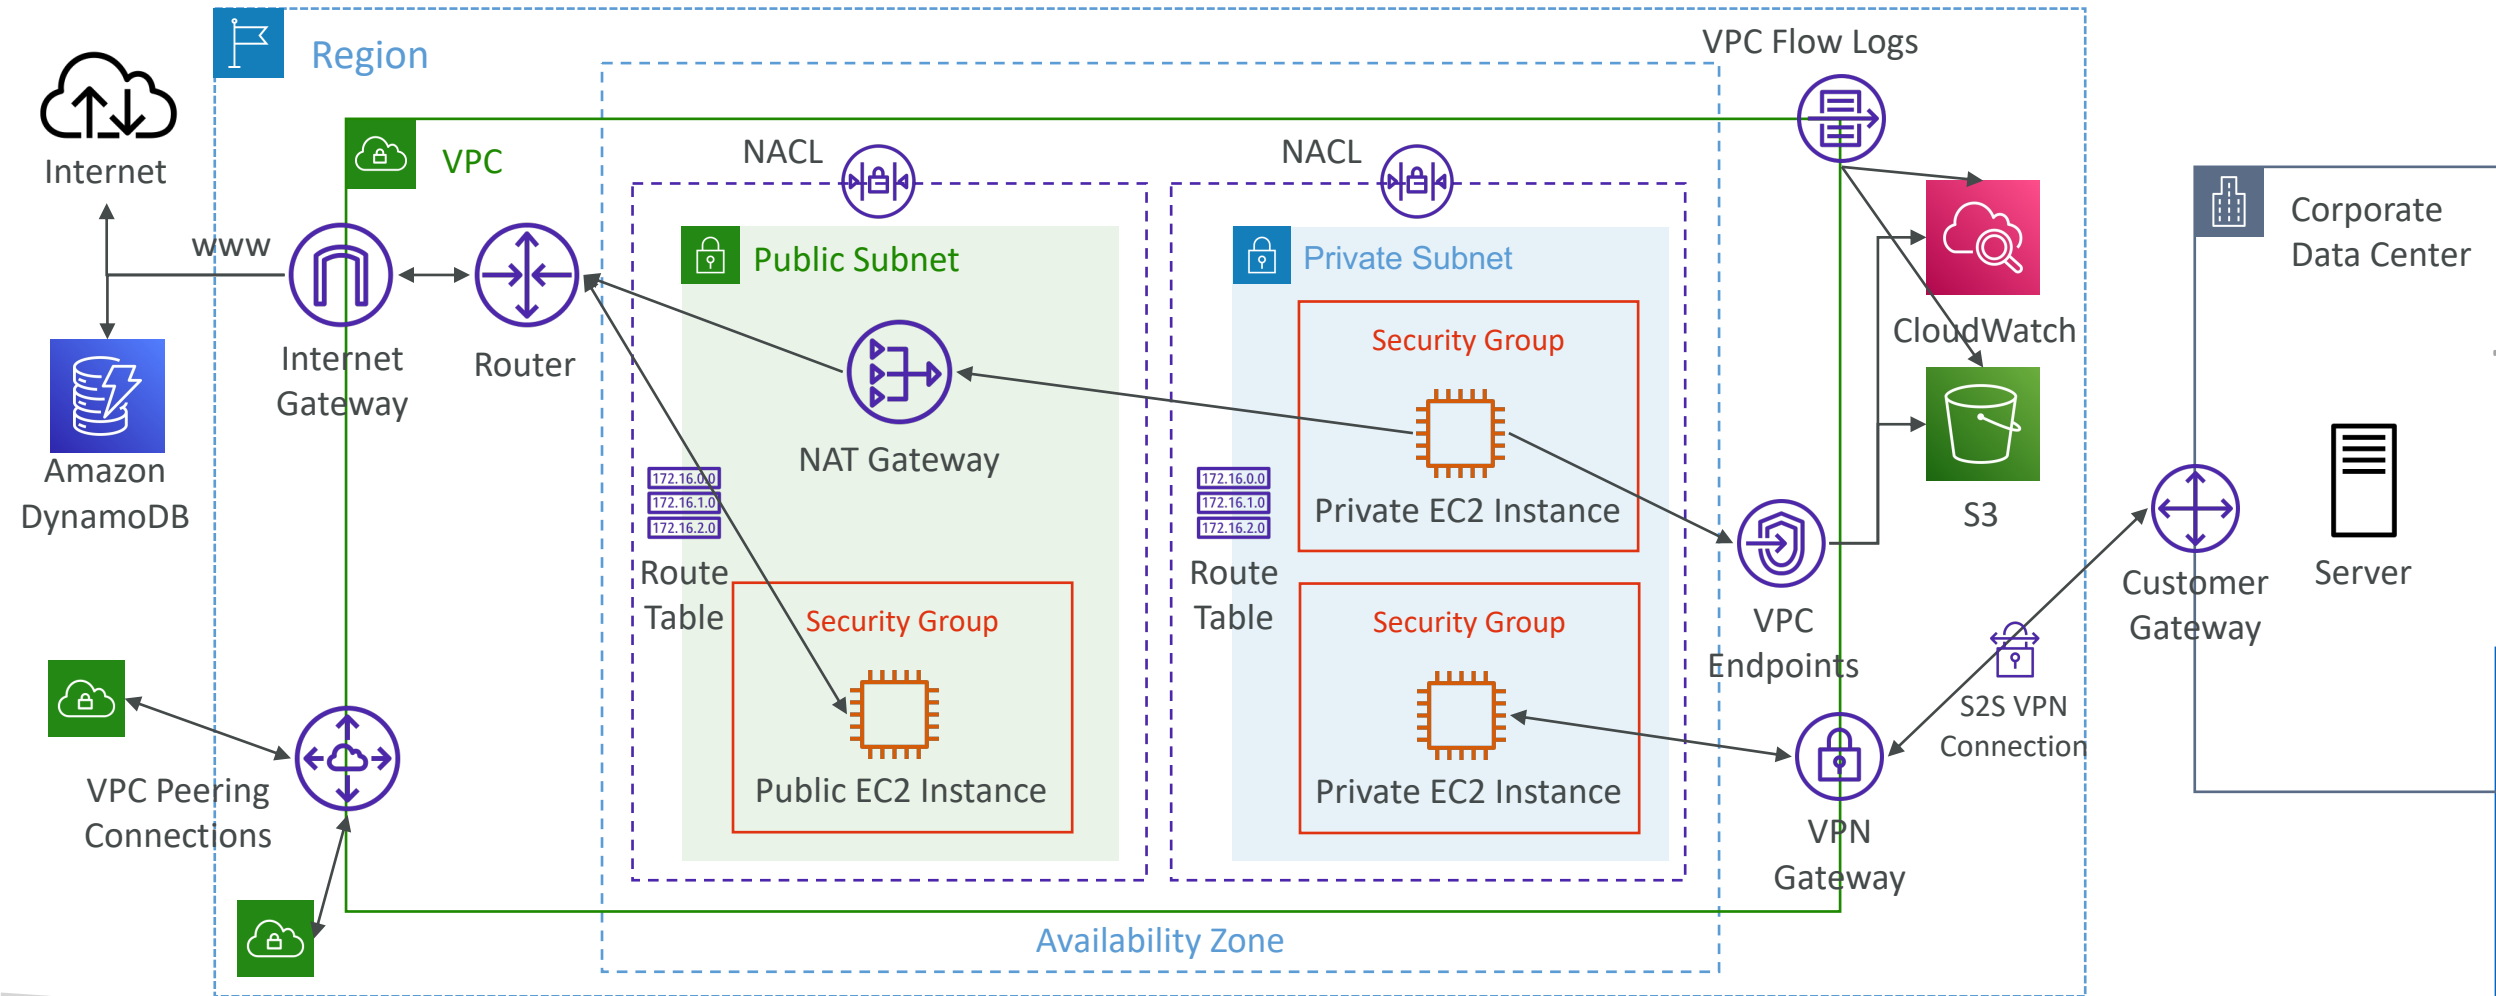 Region
VPC Flow Logs
Internet
VPC
NACL
NACL
www
Public Subnet
Private Subnet
Corporate
Data Center
Internet
Gateway
Router
Security Group
CloudWatch
Amazon
DynamoDB
NAT Gateway
172.16.0.0
172.16.1.0
172.16.2.0
Route
Table
172.16.0.0
172.16.1.0
172.16.2.0
Route
Table
Private EC2 Instance
S3
Server
Customer
Gateway
Security Group
Security Group
VPC
Endpoints
S2S VPN
Connection
VPC Peering
Connections
Public EC2 Instance
Private EC2 Instance
VPN
Gateway
Availability Zone